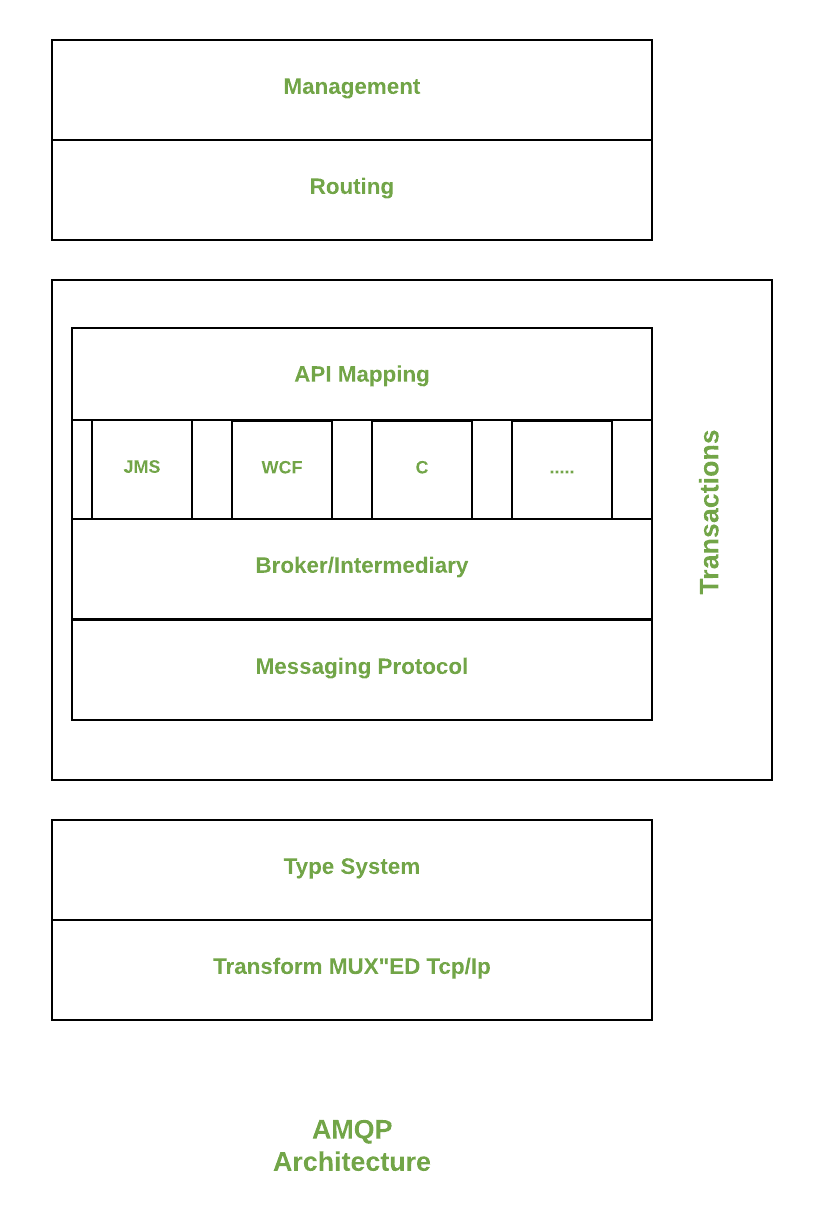 Management
Routing
API Mapping
JMS
WCF
C
.....
Transactions
Broker/Intermediary
Messaging Protocol
Type System
Transform MUX"ED Tcp/Ip
AMQP
Architecture